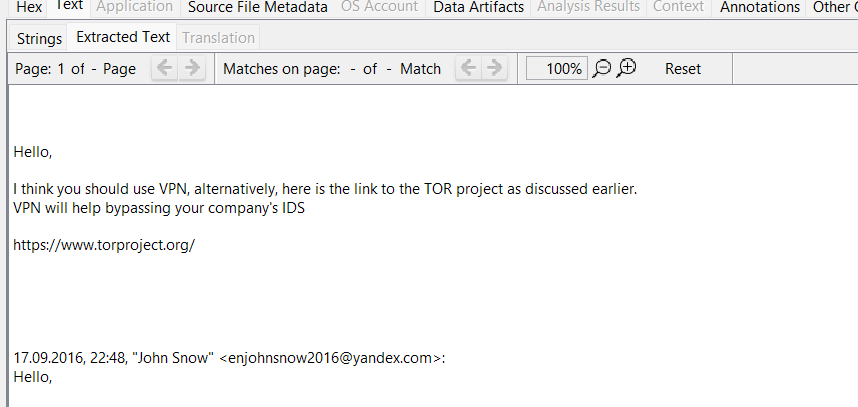 Hex Text Application Source File Metadata OS Account Data Artifacts Analysis Results Context Annotations Other
Strings Extracted Text Translation
Page: 1 of - Page Matches on page: - of - Match 100% Reset
Hello,
I think you should use VPN, alternatively, here is the link to the TOR project as discussed earlier.
VPN will help bypassing your company's IDS
https://www.torproject.org/
17.09.2016, 22:48, "John Snow" <enjohnsnow2016@yandex.com>:
Hello,